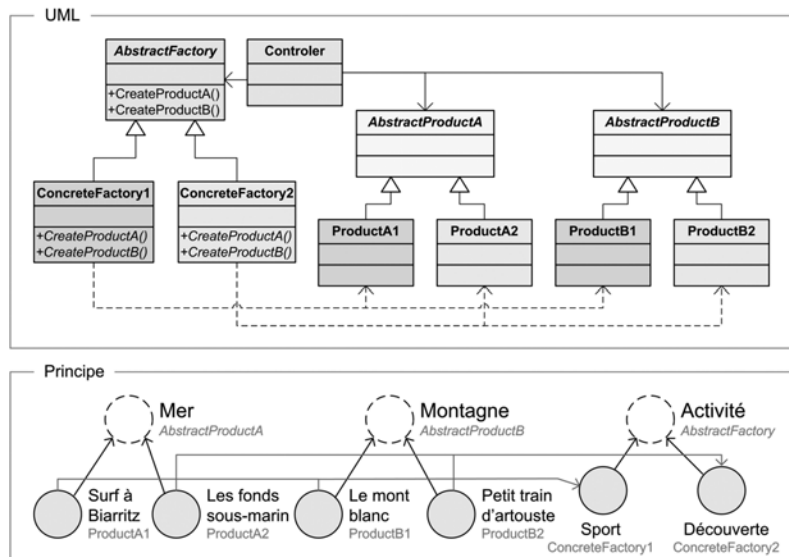 UML
AbstractFactory
Controler
+CreateProductA()
+CreateProductB()
AbstractProductA
AbstractProductB
ConcreteFactory1
ConcreteFactory2
+CreateProductA()
+CreateProductB()
+CreateProductA()
+CreateProductB()
ProductA1
ProductA2
ProductB1
ProductB2
Principe
Mer
AbstractProductA
Montagne
AbstractProductB
Activité
AbstractFactory
Surf à
Biarritz
ProductA1
Les fonds
sous-marin
ProductA2
Le mont
blanc
ProductB1
Petit train
d'artouste
ProductB2
Sport
ConcreteFactory1
Découverte
ConcreteFactory2